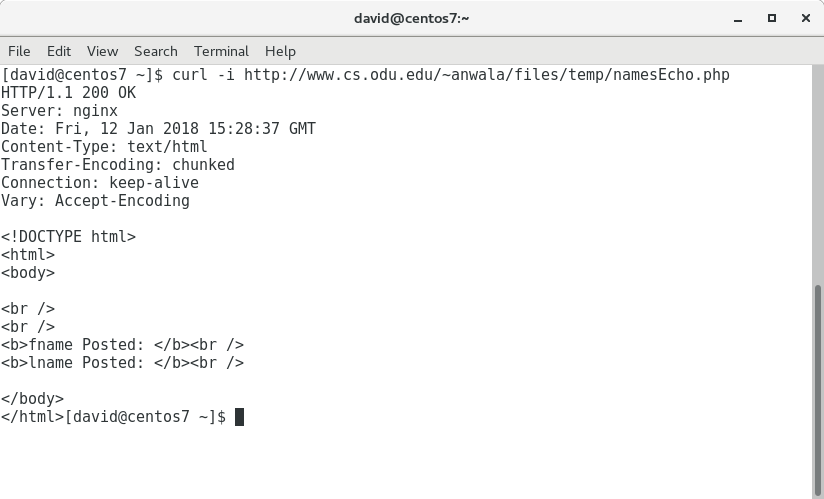 david@centos7:~
File Edit View Search Terminal Help
[david@centos7 ~]$ curl -i http://www.cs.odu.edu/~anwala/files/temp/namesEcho.php
HTTP/1.1 200 OK
Server: nginx
Date: Fri, 12 Jan 2018 15:28:37 GMT
Content-Type: text/html
Transfer-Encoding: chunked
Connection: keep-alive
Vary: Accept-Encoding
<!DOCTYPE html>
<html>
<body>
<br />
<br />
<b>fname Posted: </b><br />
<b>lname Posted: </b><br />
</body>
</html>[david@centos7 ~]$